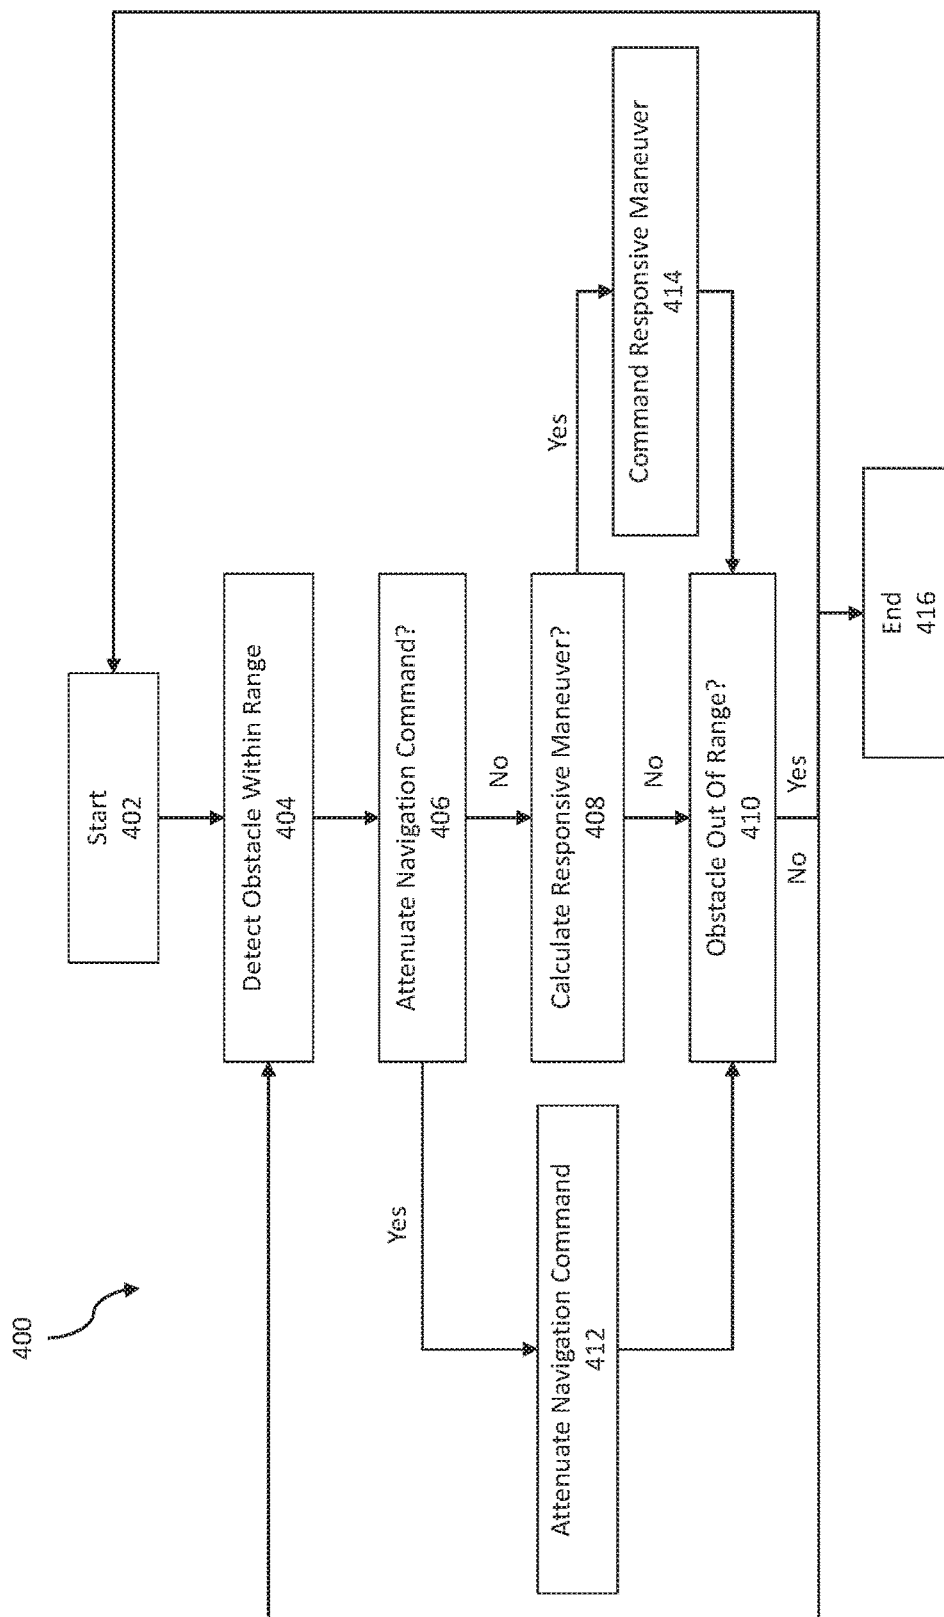 400
Start
402
Detect Obstacle Within Range
404
Attenuate Navigation Command?
406
Yes
No
Attenuate Navigation Command
412
Calculate Responsive Maneuver?
408
Yes
No
Command Responsive Maneuver
414
Obstacle Out Of Range?
410
No
Yes
End
416